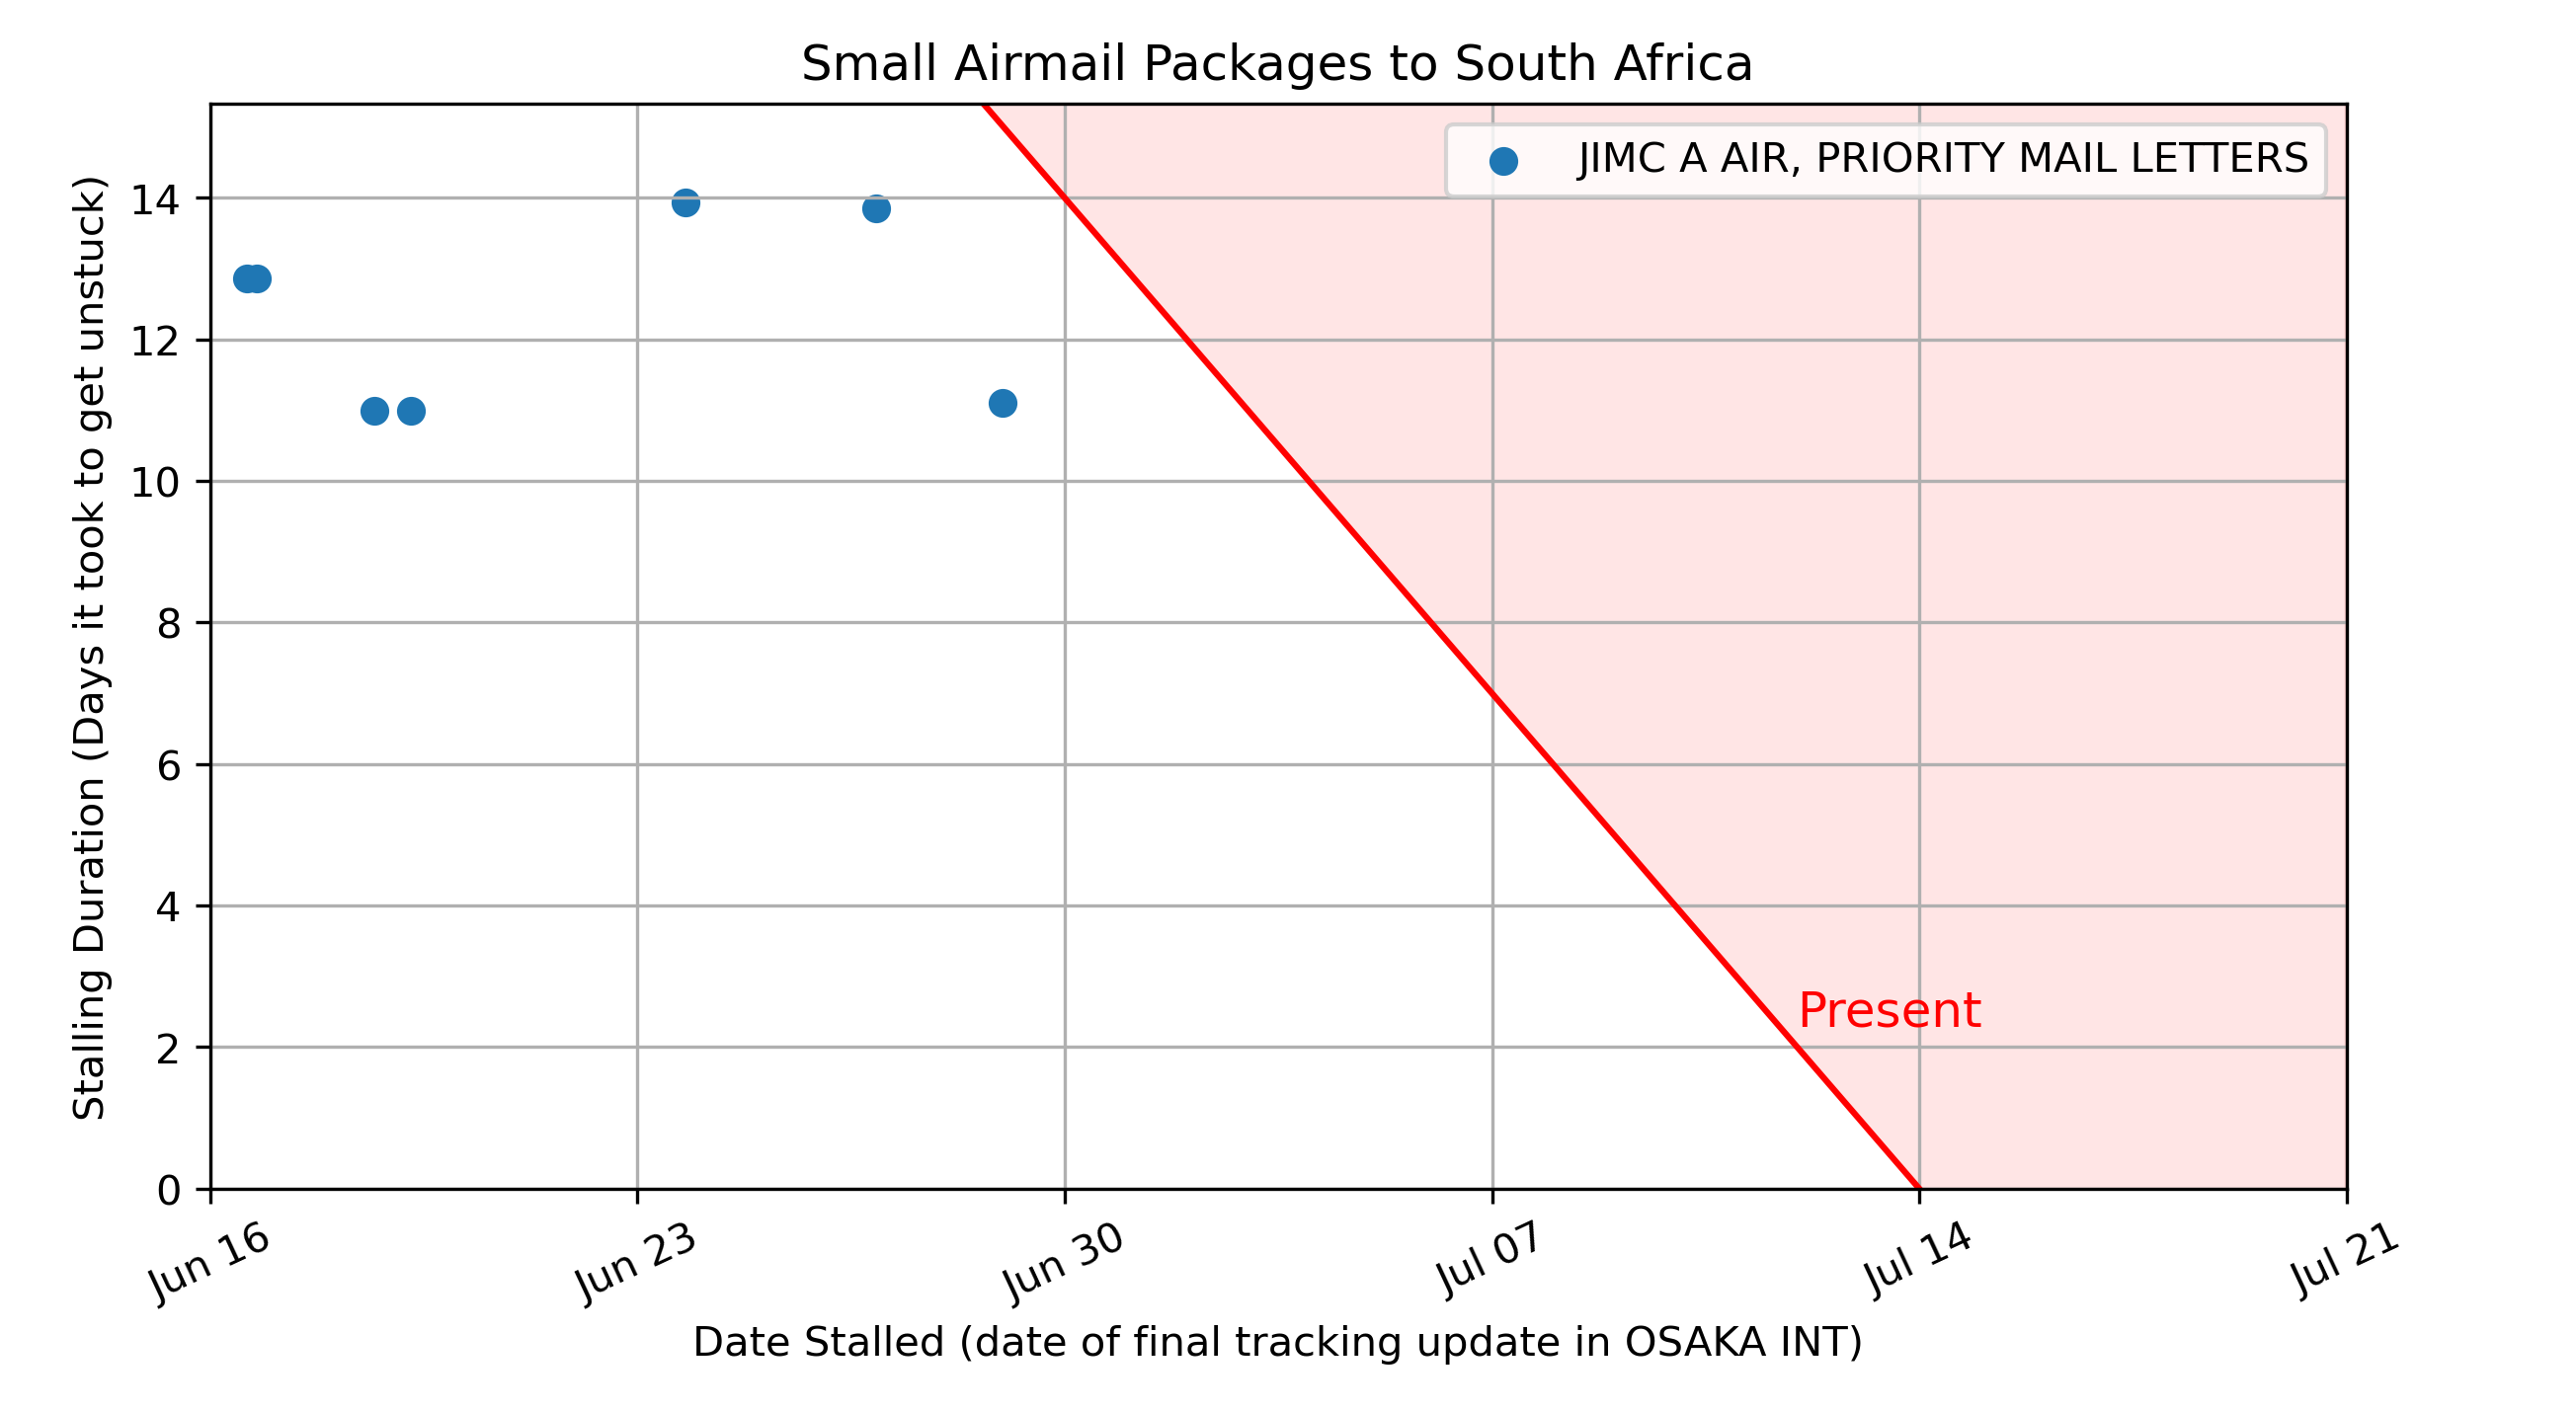 Small Airmail Packages to South Africa
JIMC A AIR, PRIORITY MAIL LETTERS
Stalling Duration (Days it took to get unstuck)
14
12
10
8
6
4
2
0
Present
Jun 16
Jun 23
Jun 30
Jul 07
Jul 14
Jul 21
Date Stalled (date of final tracking update in OSAKA INT)